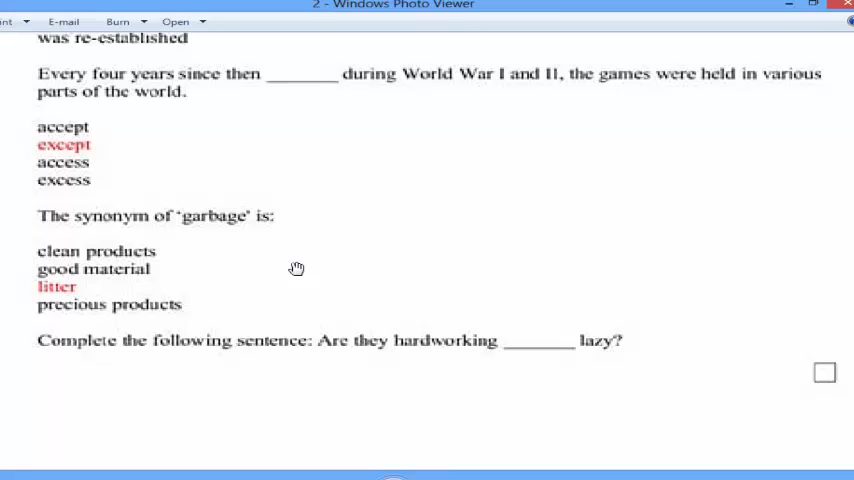 2 - Windows Photo Viewer
int E-mail Burn Open
was re-established
Every four years since then ________ during World War I and II, the games were held in various
parts of the world.
accept
except
access
excess
The synonym of ‘garbage’ is:
clean products
good material
litter
precious products
Complete the following sentence: Are they hardworking ________ lazy?